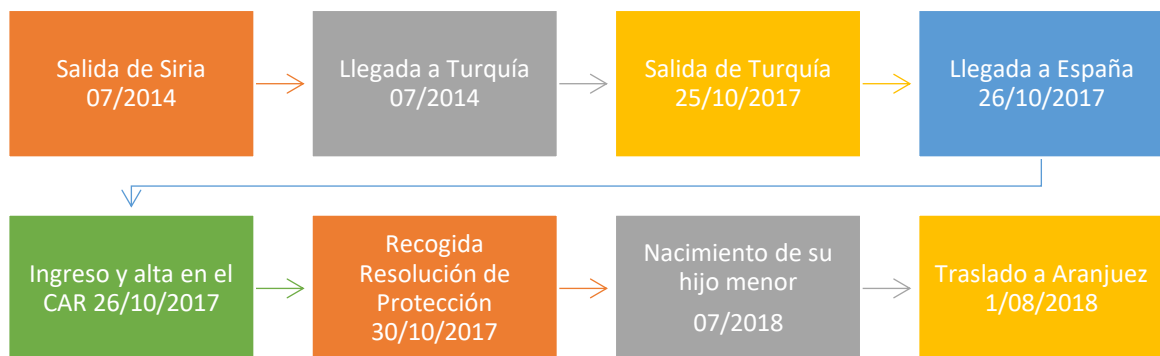 Salida de Siria
07/2014
Llegada a Turquía
07/2014
Salida de Turquía
25/10/2017
Llegada a España
26/10/2017
Ingreso y alta en el
CAR 26/10/2017
Recogida
Resolución de
Protección
30/10/2017
Nacimiento de su
hijo menor
07/2018
Traslado a Aranjuez
1/08/2018